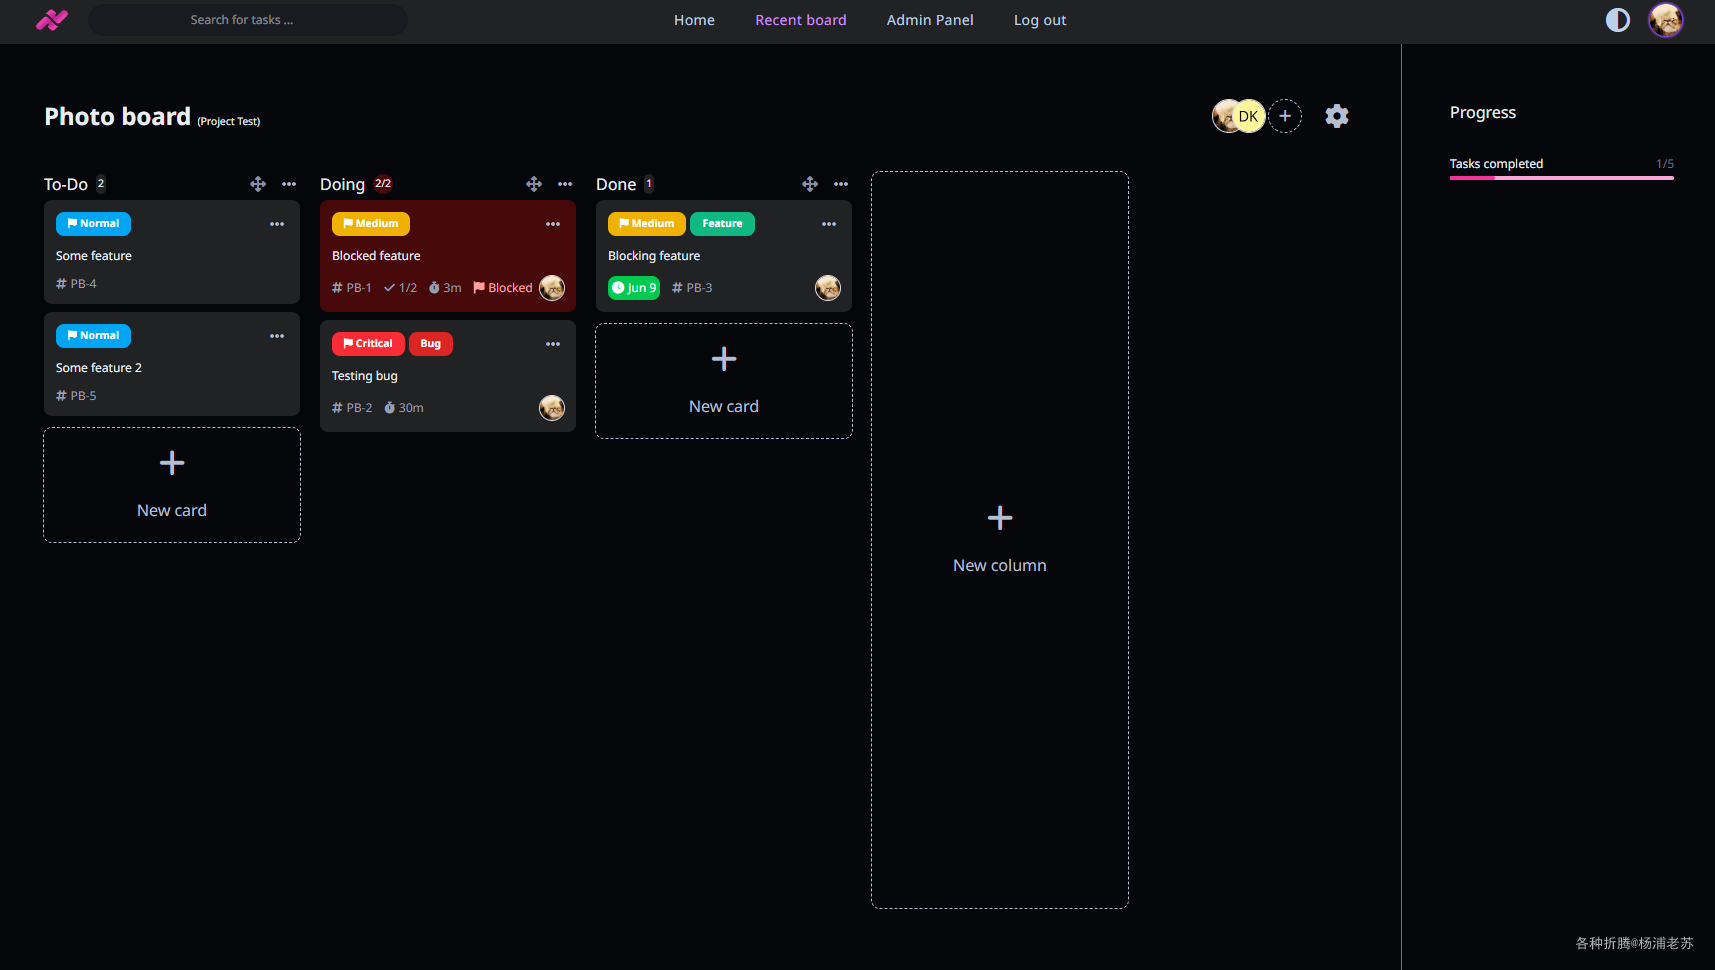 Search for tasks ...
Home
Recent board
Admin Panel
Log out
Photo board (Project Test)
DK
To-Do 2
Normal
Some feature
# PB-4
Normal
Some feature 2
# PB-5
New card
Doing 2/2
Medium
Blocked feature
# PB-1 1/2 3m Blocked
Critical Bug
Testing bug
# PB-2 30m
Done 1
Medium Feature
Blocking feature
Jun 9 # PB-3
New card
New column
Progress
Tasks completed 1/5
各种折腾@杨浦老苏